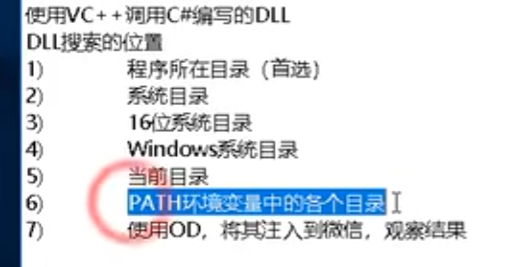 使用VC++调用C#编写的DLL
DLL搜索的位置
1) 程序所在目录（首选）
2) 系统目录
3) 16位系统目录
4) Windows系统目录
5) 当前目录
6) PATH环境变量中的各个目录
7) 使用OD，将其注入到微信，观察结果